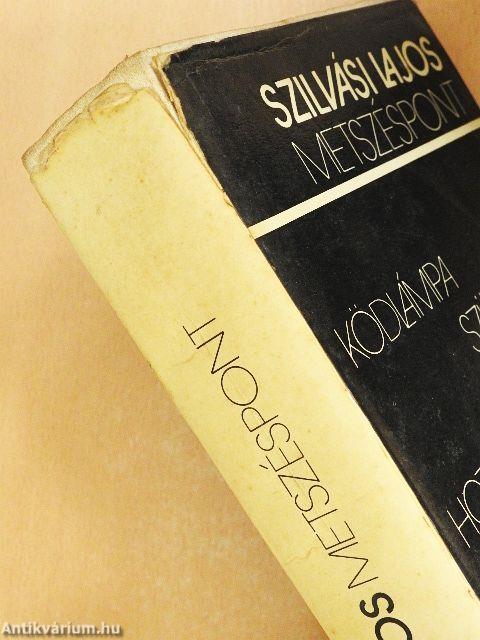 SZILVÁSI LAJOS
METSZÉSPONT
KÖDLÁMPA
OS METSZÉSPONT
Antikvárium.hu